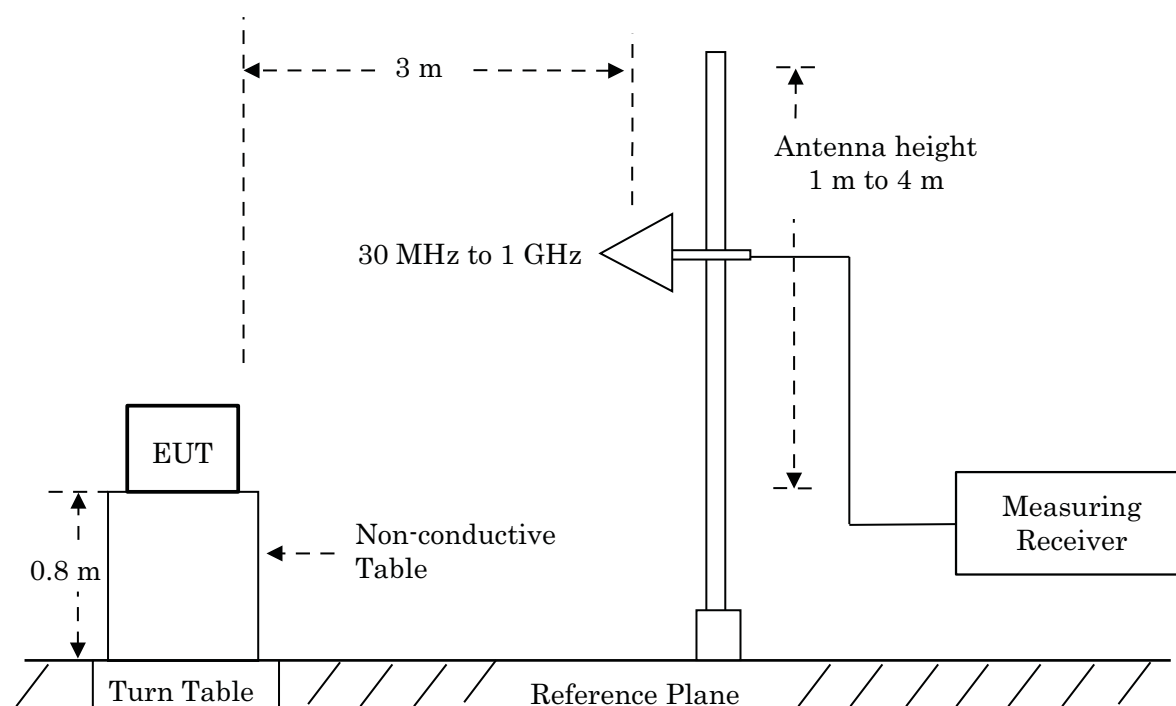 3 m
Antenna height
1 m to 4 m
30 MHz to 1 GHz
EUT
Measuring
Receiver
Non-conductive
Table
0.8 m
Turn Table
Reference Plane